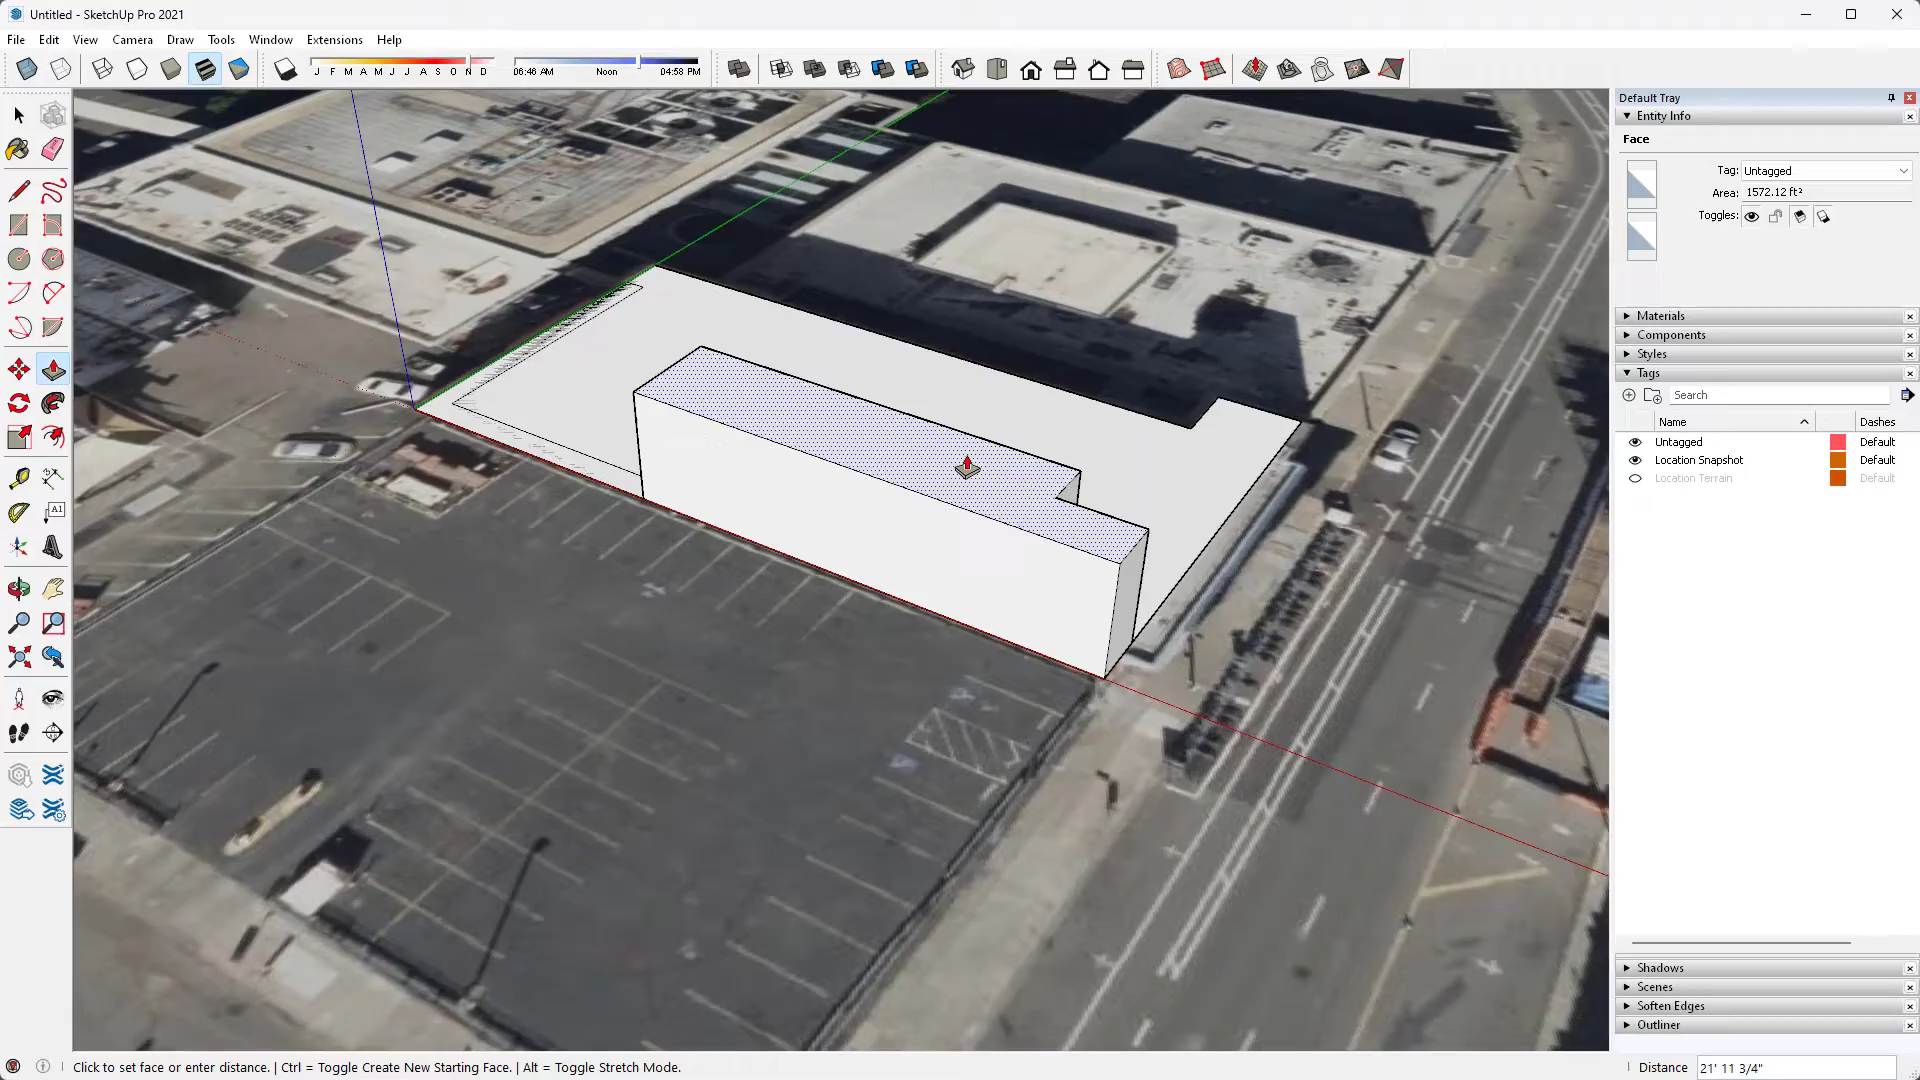 Untitled - SketchUp Pro 2021
File Edit View Camera Draw Tools Window Extensions Help
J F M A M J J A S O N D
06:46 AM Noon 04:58 PM
Default Tray
Entity Info
Face
Tag: Untagged
Area: 1572.12 ft²
Toggles:
Materials
Components
Styles
Tags
Search
Name Dashes
Untagged Default
Location Snapshot Default
Location Terrain Default
A1
Shadows
Scenes
Soften Edges
Outliner
Click to set face or enter distance. | Ctrl = Toggle Create New Starting Face. | Alt = Toggle Stretch Mode.
Distance 21' 11 3/4"